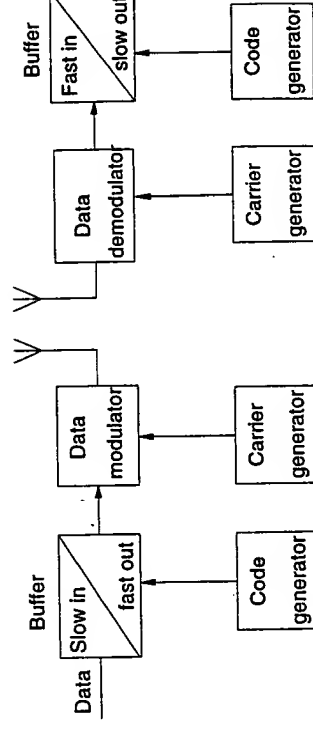 Data
Buffer
Slow in
fast out
Code
generator
Data
modulator
Carrier
generator
Data
demodulator
Carrier
generator
Buffer
Fast in
slow out
Code
generator